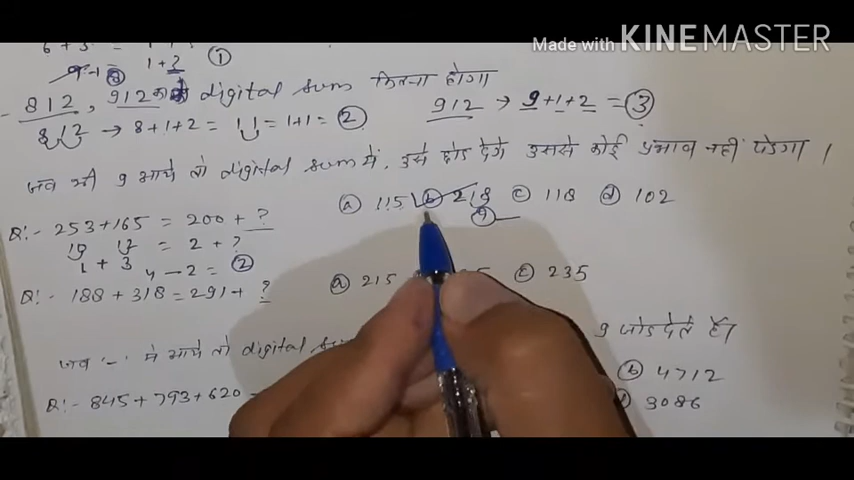 Made with KINEMASTER
1+2 ①
812, 912 का digital sum कितना होगा
812 → 8+1+2 = 11 = 1+1 = ② 912 → 9+1+2 = ③
जब भी 9 आये तो digital sum में, उसे छोड़ देंगे उससे कोई प्रभाव नहीं पड़ेगा ।
Q:- 253+165 = 200 + ? ⓐ 115 ⓑ 218 ⓒ 118 ⓓ 102
10 12 = 2 + ? ⑨
1 + 3 4 - 2 = ②
Q:- 188 + 318 = 291 + ? ⓐ 215 ⓒ 235
जब '-' में आये तो digital 9 जोड़ देते हैं
ⓑ 4712
Q:- 845+793+620 3086